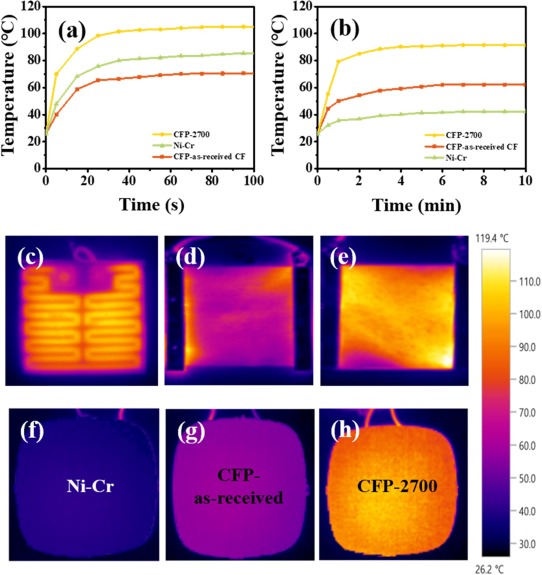 (a)
Temperature (℃)
120
100
80
60
40
20
0
CFP-2700
Ni-Cr
CFP-as-received CF
0 20 40 60 80 100
Time (s)
(b)
Temperature (℃)
120
100
80
60
40
20
0
CFP-2700
CFP-as-received CF
Ni-Cr
0 2 4 6 8 10
Time (min)
(c)
(d)
(e)
119.4 °C
110.0
100.0
90.0
80.0
70.0
60.0
50.0
40.0
30.0
26.2 °C
(f)
Ni-Cr
(g)
CFP-
as-received
(h)
CFP-2700